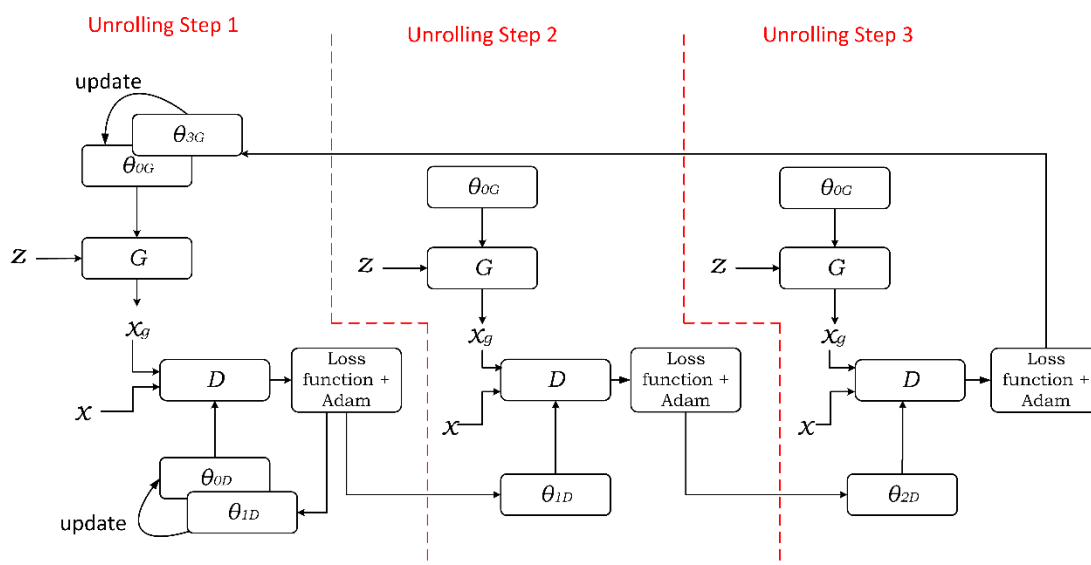 Unrolling Step 1
Unrolling Step 2
Unrolling Step 3
update
θ3G
θ0G
z
G
xg
x
D
Loss
function +
Adam
θ0D
θ1D
update
θ0G
z
G
xg
x
D
Loss
function +
Adam
θ1D
θ0G
z
G
xg
x
D
Loss
function +
Adam
θ2D